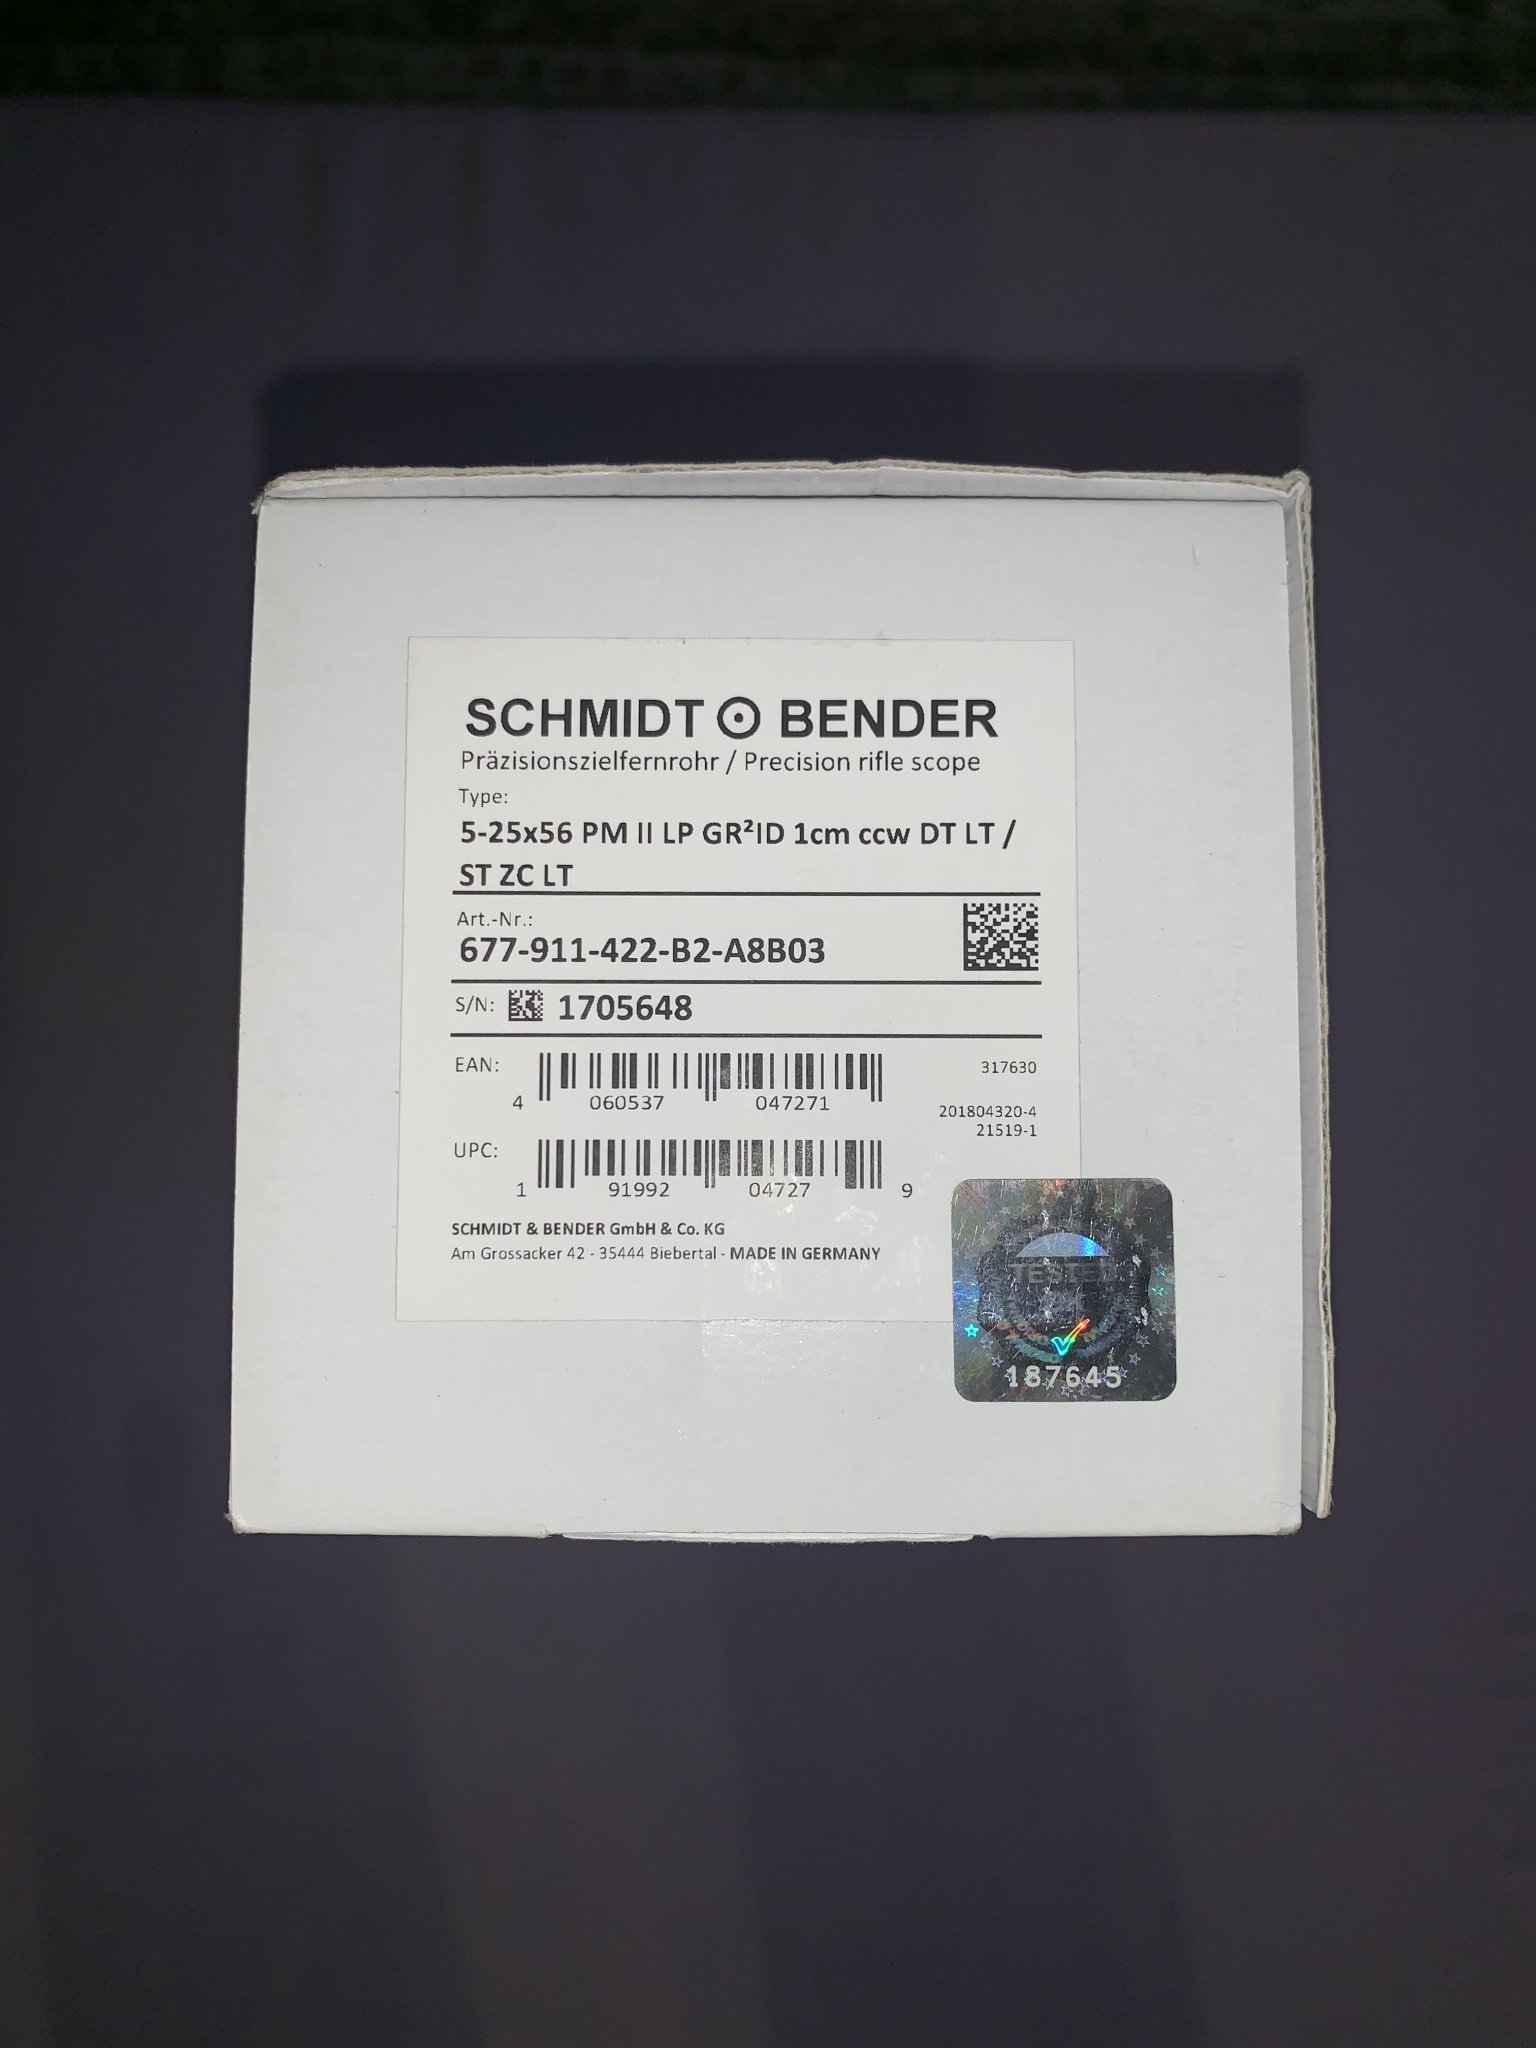 SCHMIDT BENDER
Präzisionszielfernrohr / Precision rifle scope
Type:
5-25x56 PM II LP GR²ID 1cm ccw DT LT /
ST ZC LT
Art.-Nr.:
677-911-422-B2-A8B03
S/N: 1705648
EAN:
4 060537 047271
317630
201804320-4
21519-1
UPC:
1 91992 04727 9
SCHMIDT & BENDER GmbH & Co. KG
Am Grossacker 42 - 35444 Biebertal - MADE IN GERMANY
TESTED
187645